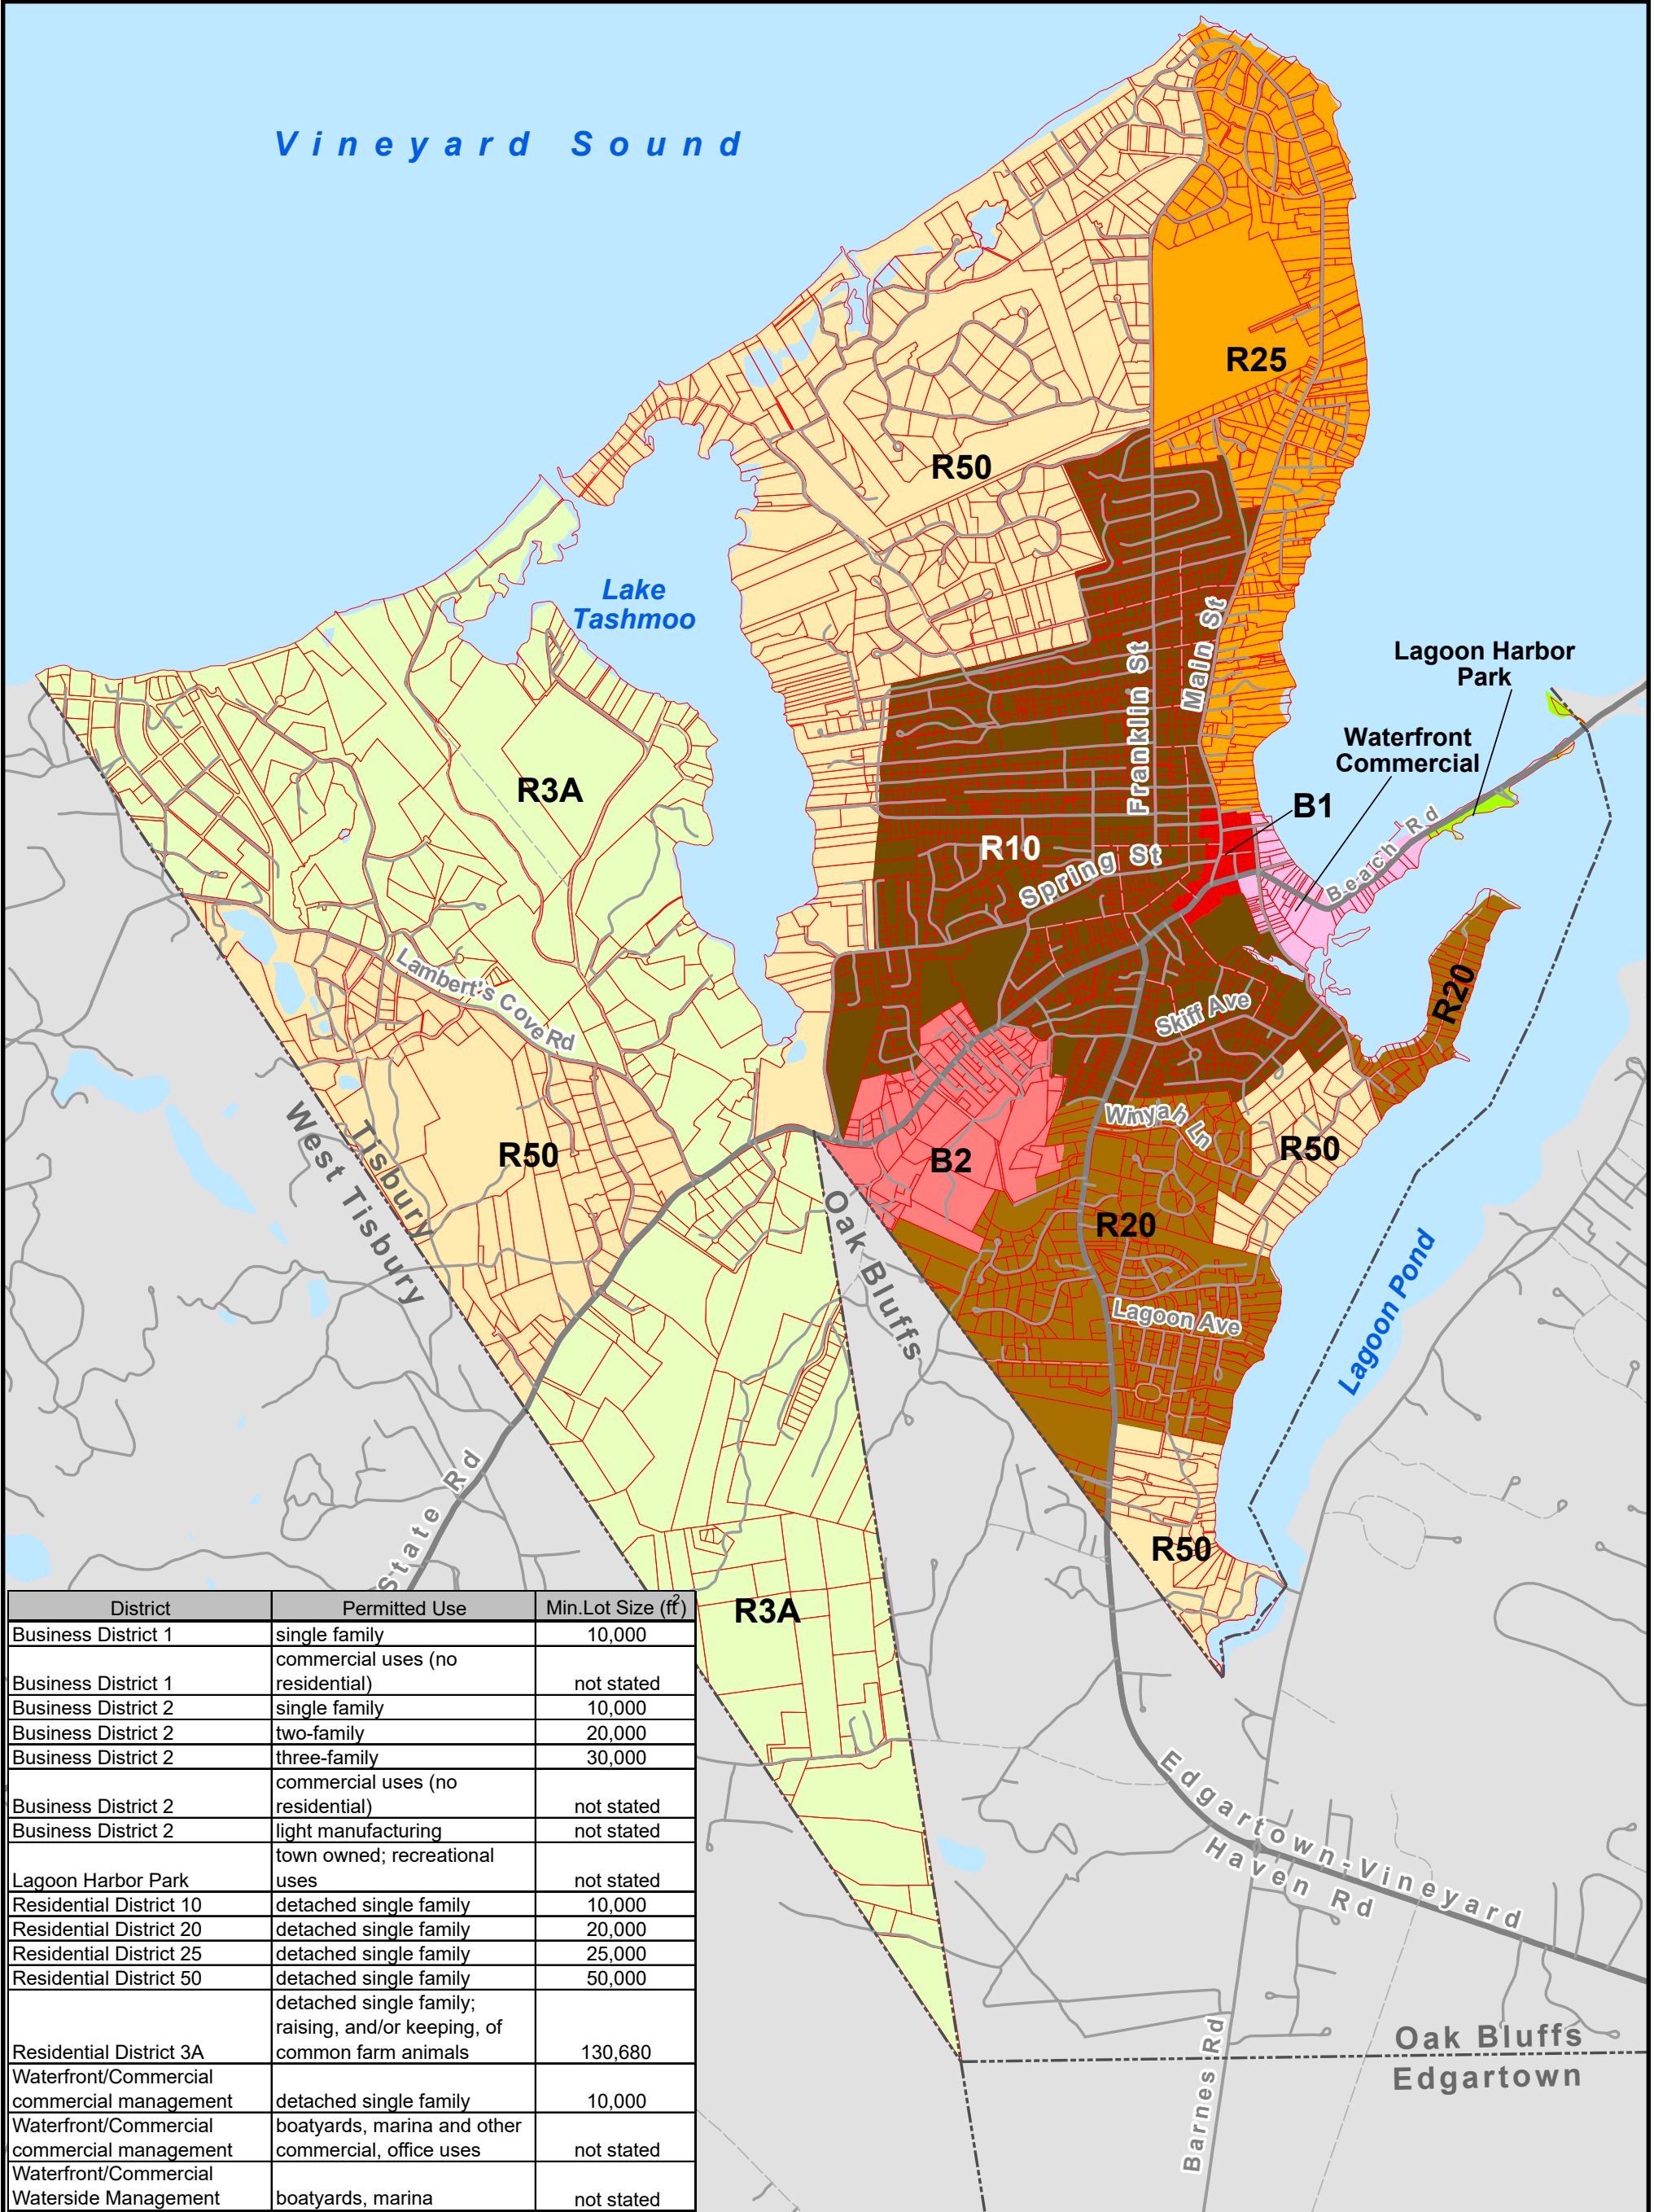 Vineyard Sound
R25
R50
Lake
Tashmoo
Franklin St
Main St
Lagoon Harbor
Park
Waterfront
Commercial
B1
R3A
R10
Spring St
Beach Rd
R20
Lambert's Cove Rd
Skiff Ave
Winyah Ln
R50
R50
B2
Tisbury
West Tisbury
Oak Bluffs
R20
Lagoon Pond
Lagoon Ave
State Rd
R50
R3A
Edgartown-Vineyard
Haven Rd
Barnes Rd
Oak Bluffs
Edgartown
District Permitted Use Min.Lot Size (ft2)
Business District 1 single family 10,000
commercial uses (no
Business District 1 residential) not stated
Business District 2 single family 10,000
Business District 2 two-family 20,000
Business District 2 three-family 30,000
commercial uses (no
Business District 2 residential) not stated
Business District 2 light manufacturing not stated
town owned; recreational
Lagoon Harbor Park uses not stated
Residential District 10 detached single family 10,000
Residential District 20 detached single family 20,000
Residential District 25 detached single family 25,000
Residential District 50 detached single family 50,000
detached single family;
raising, and/or keeping, of
Residential District 3A common farm animals 130,680
Waterfront/Commercial
commercial management detached single family 10,000
Waterfront/Commercial boatyards, marina and other
commercial management commercial, office uses not stated
Waterfront/Commercial
Waterside Management boatyards, marina not stated